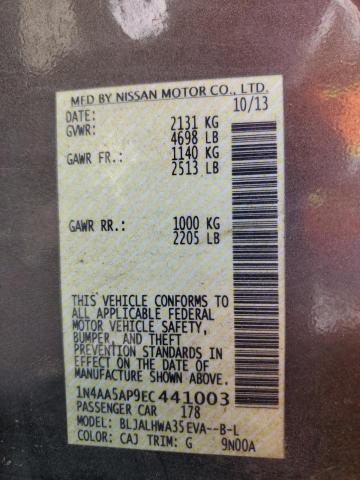 MFD BY NISSAN MOTOR CO., LTD.
DATE: 10/13
GVWR: 2131 KG
4698 LB
GAWR FR.: 1140 KG
2513 LB
GAWR RR.: 1000 KG
2205 LB
THIS VEHICLE CONFORMS TO
ALL APPLICABLE FEDERAL
MOTOR VEHICLE SAFETY,
BUMPER, AND THEFT
PREVENTION STANDARDS IN
EFFECT ON THE DATE OF
MANUFACTURE SHOWN ABOVE.
1N4AA5AP9EC441003
PASSENGER CAR 178
MODEL: BLJALHWA35EVA--B-L
COLOR: CAJ TRIM: G 9N00A